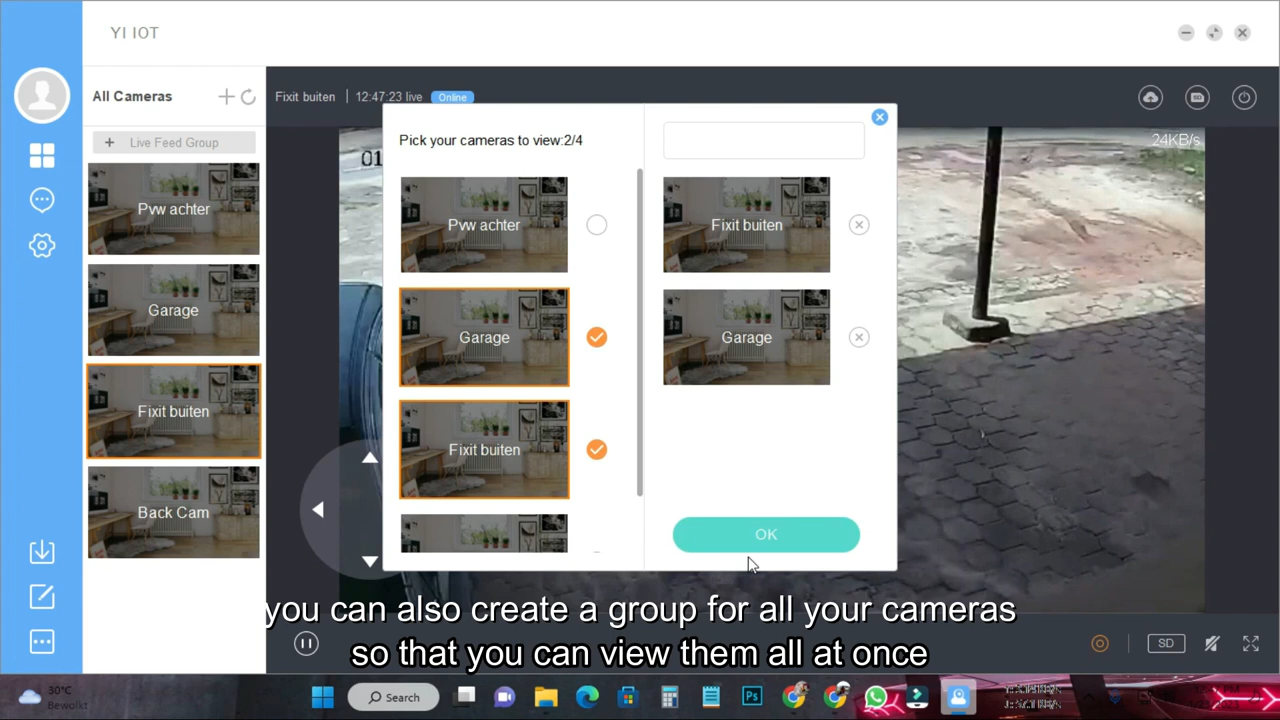 YI IOT
All Cameras
+ Live Feed Group
Pvw achter
Garage
Fixit buiten
Back Cam
Fixit buiten | 12:47:23 live Online
SD
01
24KB/s
Pick your cameras to view:2/4
Pvw achter
Garage
Fixit buiten
Fixit buiten
Garage
OK
you can also create a group for all your cameras
so that you can view them all at once
SD
30°C
Bewolkt
Search
Ps